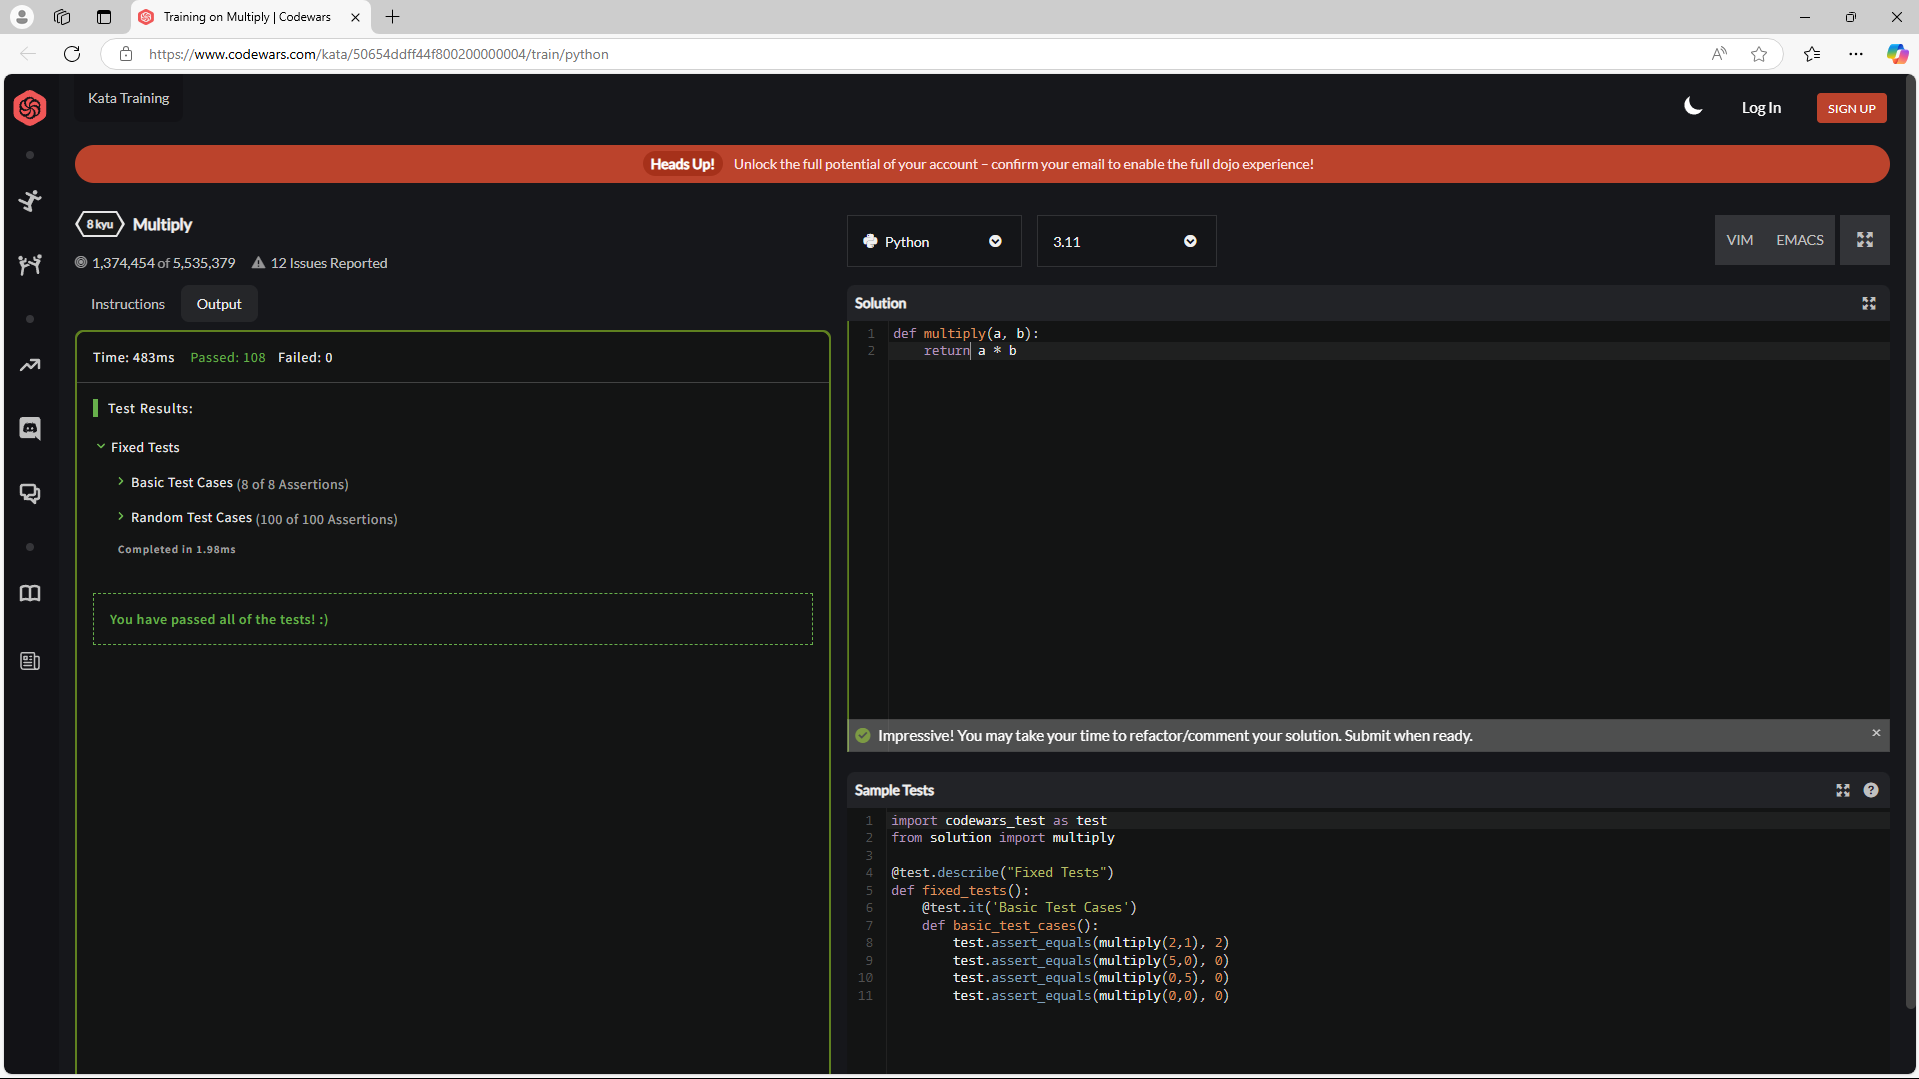 Training on Multiply | Codewars
https://www.codewars.com/kata/50654ddff44f800200000004/train/python
Kata Training
Log In
SIGN UP
Heads Up! Unlock the full potential of your account – confirm your email to enable the full dojo experience!
8 kyu Multiply
1,374,454 of 5,535,379 12 Issues Reported
Python
3.11
VIM EMACS
Instructions Output
Time: 483ms Passed: 108 Failed: 0
Test Results:
Fixed Tests
Basic Test Cases (8 of 8 Assertions)
Random Test Cases (100 of 100 Assertions)
Completed in 1.98ms
You have passed all of the tests! :)
Solution
1 def multiply(a, b):
2     return a * b
Impressive! You may take your time to refactor/comment your solution. Submit when ready.
Sample Tests
1 import codewars_test as test
2 from solution import multiply
3
4 @test.describe("Fixed Tests")
5 def fixed_tests():
6     @test.it('Basic Test Cases')
7     def basic_test_cases():
8         test.assert_equals(multiply(2,1), 2)
9         test.assert_equals(multiply(5,0), 0)
10         test.assert_equals(multiply(0,5), 0)
11         test.assert_equals(multiply(0,0), 0)